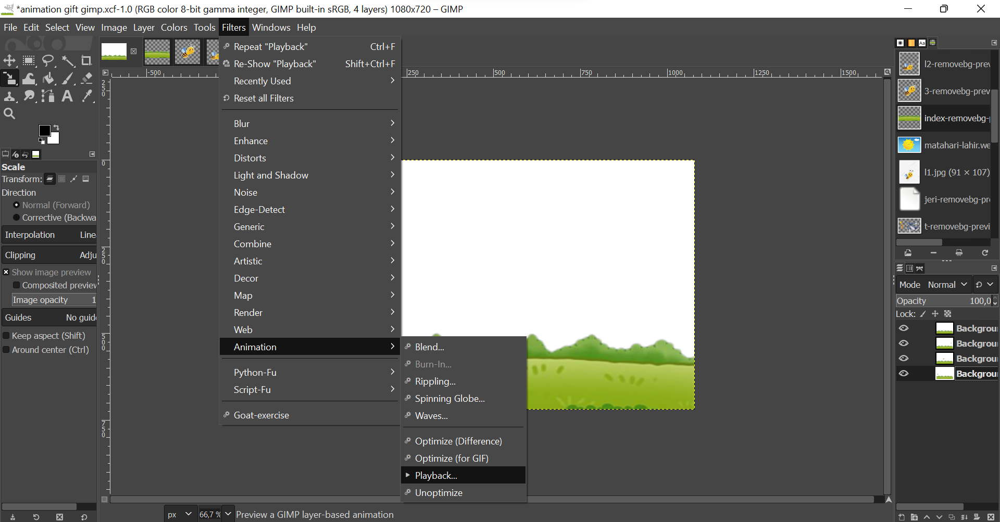 *animation gift gimp.xcf-1.0 (RGB color 8-bit gamma integer, GIMP built-in sRGB, 4 layers) 1080x720 – GIMP
File Edit Select View Image Layer Colors Tools Filters Windows Help
Repeat "Playback" Ctrl+F
Re-Show "Playback" Shift+Ctrl+F
Recently Used
Reset all Filters
Blur
Enhance
Distorts
Light and Shadow
Noise
Edge-Detect
Generic
Combine
Artistic
Decor
Map
Render
Web
Animation
Python-Fu
Script-Fu
Goat-exercise
Blend...
Burn-In...
Rippling...
Spinning Globe...
Waves...
Optimize (Difference)
Optimize (for GIF)
Playback...
Unoptimize
-500 250 500 750 1000 1250 1500
250
0
250
500
750
Scale
Transform:
Direction
Normal (Forward)
Corrective (Backwa
Interpolation Line
Clipping Adju
Show image preview
Composited preview
Image opacity 1
Guides No guide
Keep aspect (Shift)
Around center (Ctrl)
px 66,7 % Preview a GIMP layer-based animation
Aa
l2-removebg-prev
3-removebg-prev
index-removebg-
matahari-lahir.we
l1.jpg (91 × 107)
jeri-removebg-pr
t-removebg-previ
Mode Normal
Opacity 100,0
Lock:
Backgrou
Backgrou
Backgrou
Backgrou